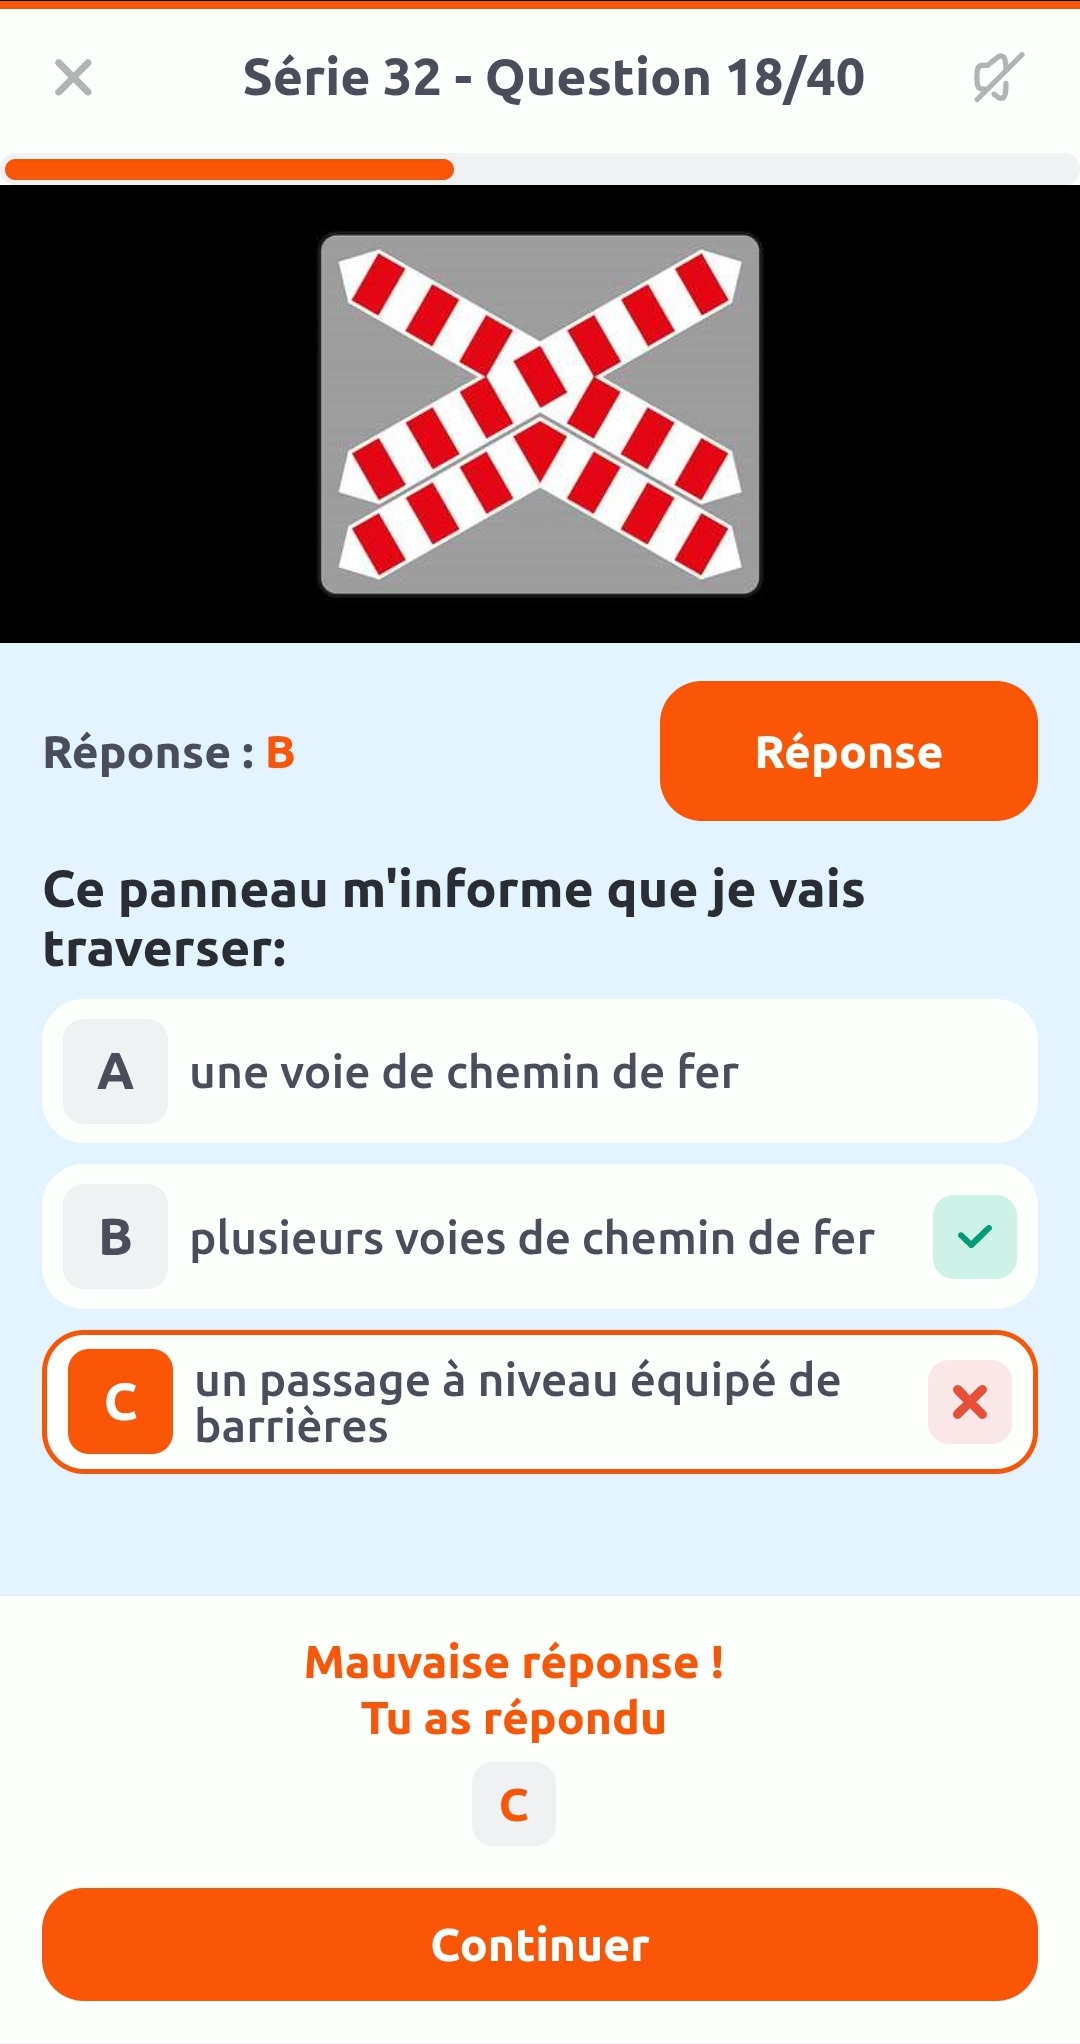 Série 32 - Question 18/40
Réponse : B
Réponse
Ce panneau m'informe que je vais
traverser:
A
une voie de chemin de fer
B
plusieurs voies de chemin de fer
C
un passage à niveau équipé de
barrières
Mauvaise réponse !
Tu as répondu
C
Continuer